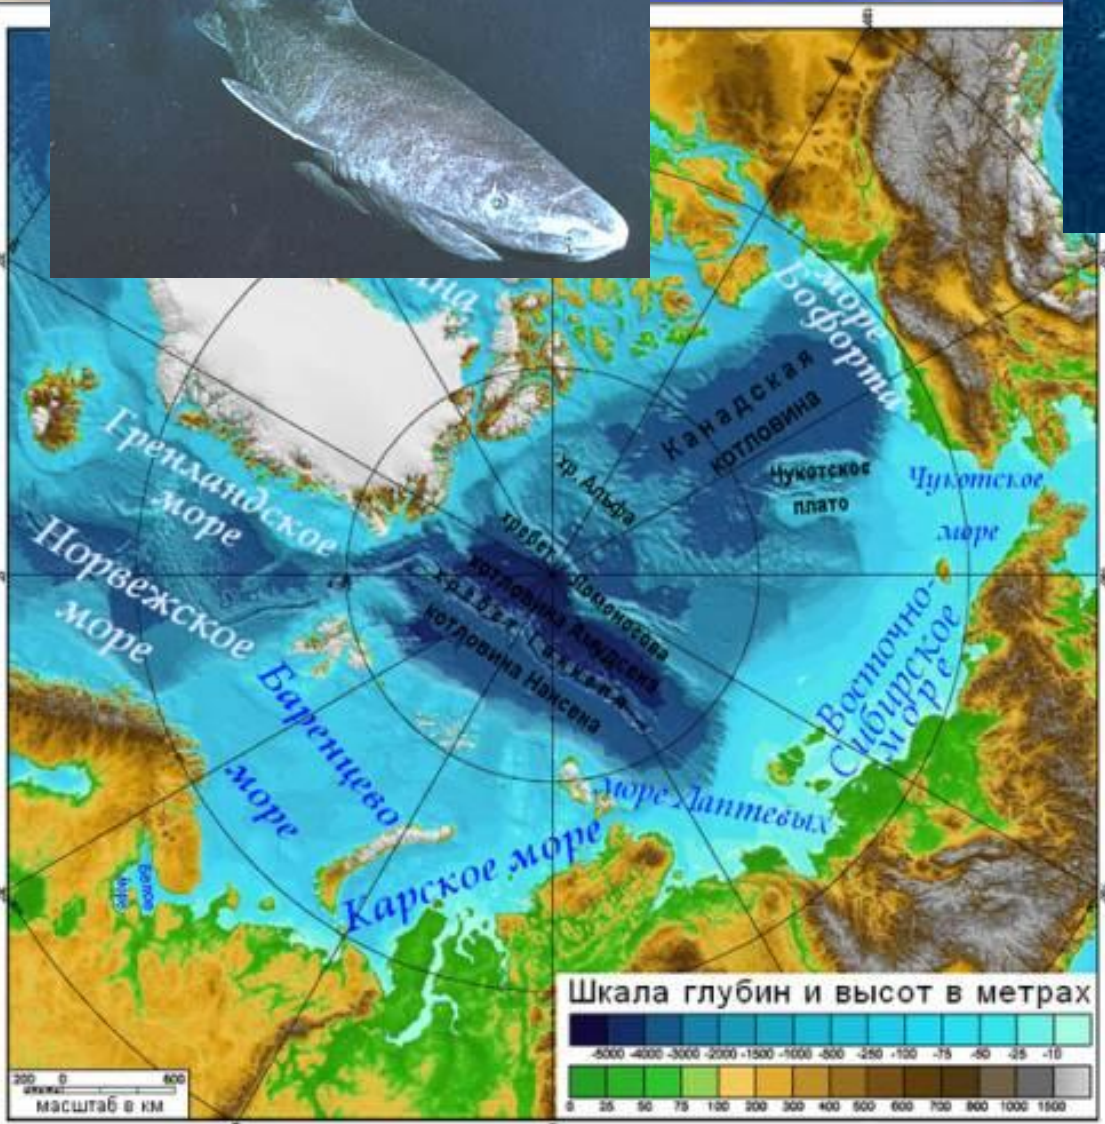 море
Бофорта
Канадская
котловина
Гренландское
море
хр. Альфа
Чукотское
плато
Чукотское
море
хребет Ломоносова
котловина Амундсена
хребет Гаккеля
котловина Нансена
Норвежское
море
Баренцево
море
Восточно-
Сибирское
море
море Лаптевых
Карское море
Белое
море
Шкала глубин и высот в метрах
-5000 -4000 -3000 -2000 -1500 -1000 -500 -250 -100 -75 -50 -25 -10
0 25 50 75 100 200 300 400 500 600 700 800 1000 1500
200 0 600
масштаб в км